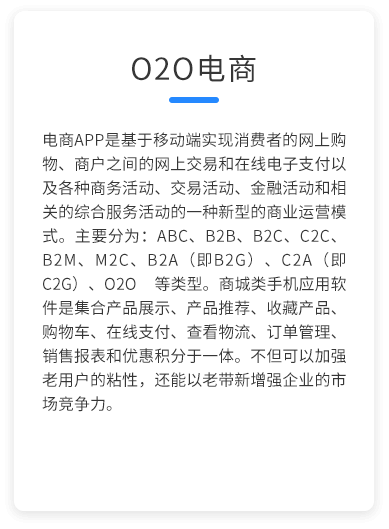 O2O电商
电商APP是基于移动端实现消费者的网上购
物、商户之间的网上交易和在线电子支付以
及各种商务活动、交易活动、金融活动和相
关的综合服务活动的一种新型的商业运营模
式。主要分为：ABC、B2B、B2C、C2C、
B2M、M2C、B2A（即B2G）、C2A（即
C2G）、O2O　等类型。商城类手机应用软
件是集合产品展示、产品推荐、收藏产品、
购物车、在线支付、查看物流、订单管理、
销售报表和优惠积分于一体。不但可以加强
老用户的粘性，还能以老带新增强企业的市
场竞争力。